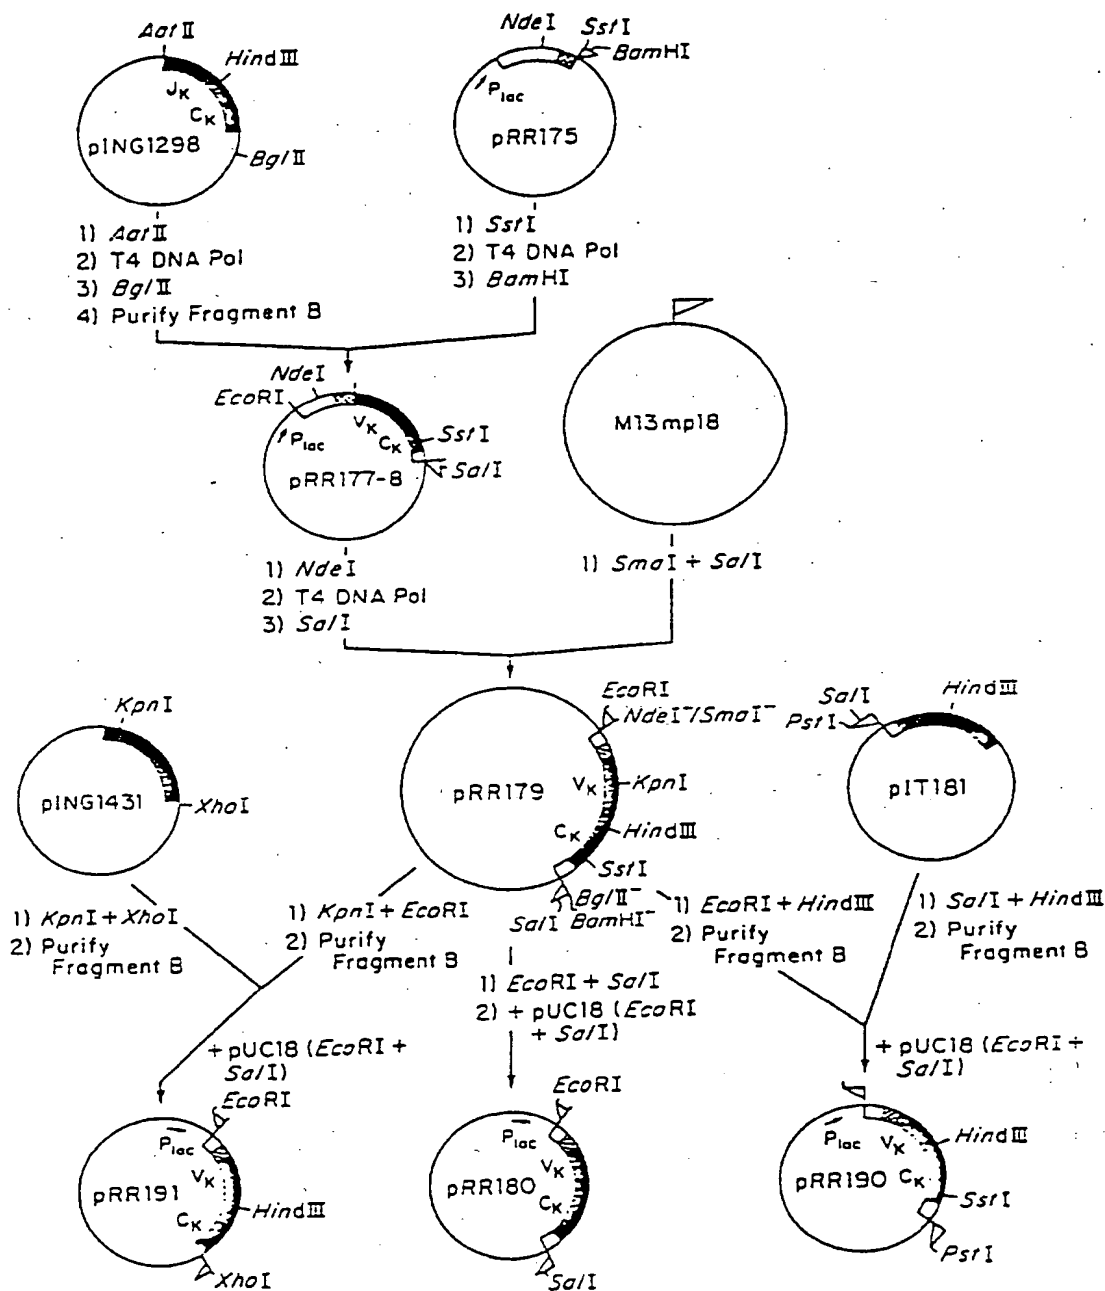 AatII
HindIII
JK
CK
pING1298
BglII
NdeI
SstI
BamHI
Plac
pRR175
1) AatII
2) T4 DNA Pol
3) BglII
4) Purify Fragment B
1) SstI
2) T4 DNA Pol
3) BamHI
NdeI
EcoRI
Plac
VK
CK
SstI
SalI
pRR177-8
M13mp18
1) NdeI
2) T4 DNA Pol
3) SalI
1) SmaI + SalI
KpnI
pING1431
XhoI
EcoRI
NdeI⁻/SmaI⁻
pRR179
VK
KpnI
CK
HindIII
SstI
BglII⁻
SalI BamHI⁻
SalI
PstI
HindIII
pIT181
1) KpnI+XhoI
2) Purify
Fragment B
1) KpnI+EcoRI
2) Purify
Fragment B
1) EcoRI + SalI
2) + pUC18 (EcoRI
+ SalI)
1) EcoRI + HindIII
2) Purify
Fragment B
1) SalI + HindIII
2) Purify
Fragment B
+ pUC18 (EcoRI +
SalI)
+ pUC18 (EcoRI +
SalI)
EcoRI
Plac
VK
pRR191
CK
HindIII
XhoI
EcoRI
Plac
VK
pRR180
CK
SalI
Plac
VK
HindIII
pRR190
CK
SstI
PstI